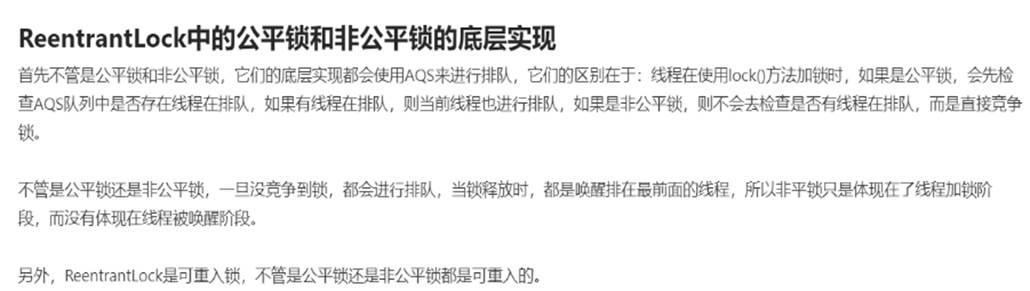 ReentrantLock中的公平锁和非公平锁的底层实现
首先不管是公平锁和非公平锁，它们的底层实现都会使用AQS来进行排队，它们的区别在于：线程在使用lock()方法加锁时，如果是公平锁，会先检
查AQS队列中是否存在线程在排队，如果有线程在排队，则当前线程也进行排队，如果是非公平锁，则不会去检查是否有线程在排队，而是直接竞争
锁。
不管是公平锁还是非公平锁，一旦没竞争到锁，都会进行排队，当锁释放时，都是唤醒排在最前面的线程，所以非平锁只是体现在了线程加锁阶
段，而没有体现在线程被唤醒阶段。
另外，ReentrantLock是可重入锁，不管是公平锁还是非公平锁都是可重入的。